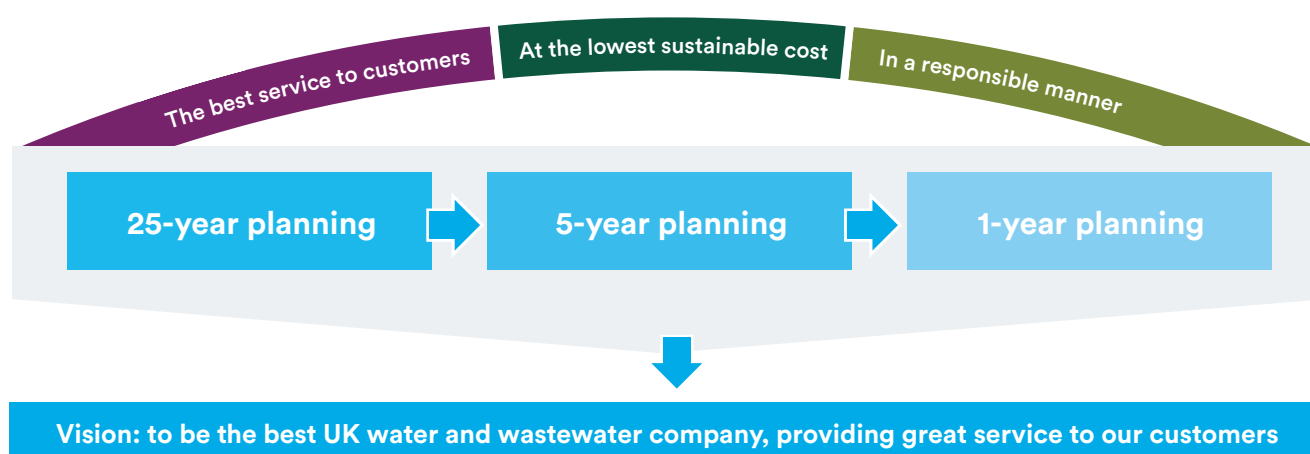 The best service to customers
At the lowest sustainable cost
In a responsible manner
25-year planning
5-year planning
1-year planning
Vision: to be the best UK water and wastewater company, providing great service to our customers